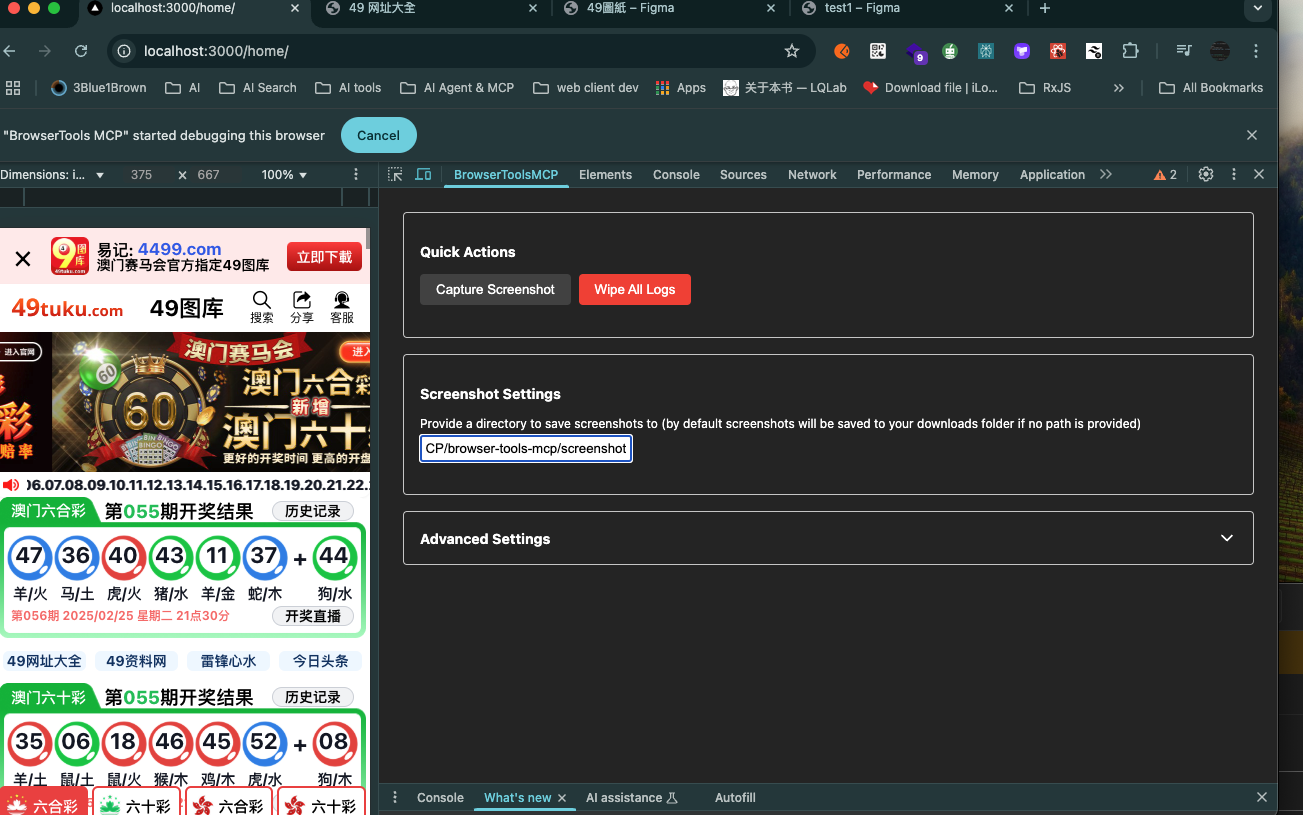 localhost:3000/home/
49 网址大全
49圖紙 – Figma
test1 – Figma
localhost:3000/home/
9
3Blue1Brown
AI
AI Search
AI tools
AI Agent & MCP
web client dev
Apps
关于本书 — LQLab
Download file | iLo...
RxJS
All Bookmarks
"BrowserTools MCP" started debugging this browser
Cancel
Dimensions: i...
375
667
100%
BrowserToolsMCP
Elements
Console
Sources
Network
Performance
Memory
Application
2
图库
49tuku.com
易记: 4499.com
澳门赛马会官方指定49图库
立即下載
49tuku.com
49图库
搜索
分享
客服
进入官网
彩
赔率
60
60
BINGO
澳门赛马会
进入
澳门六合彩
新增
澳门六十
更好的开奖时间 更高的开
06.07.08.09.10.11.12.13.14.15.16.17.18.19.20.21.22.
澳门六合彩
第055期开奖结果
历史记录
47 36 40 43 11 37 + 44
羊/火 马/土 虎/火 猪/水 羊/金 蛇/木 狗/水
第056期 2025/02/25 星期二 21点30分
开奖直播
49网址大全
49资料网
雷锋心水
今日头条
澳门六十彩
第055期开奖结果
历史记录
35 06 18 46 45 52 + 08
羊/土 鼠/土 鼠/火 猴/木 鸡/木 虎/水 狗/木
六合彩
六十彩
六合彩
六十彩
Quick Actions
Capture Screenshot
Wipe All Logs
Screenshot Settings
Provide a directory to save screenshots to (by default screenshots will be saved to your downloads folder if no path is provided)
CP/browser-tools-mcp/screenshot
Advanced Settings
Console
What's new
AI assistance
Autofill